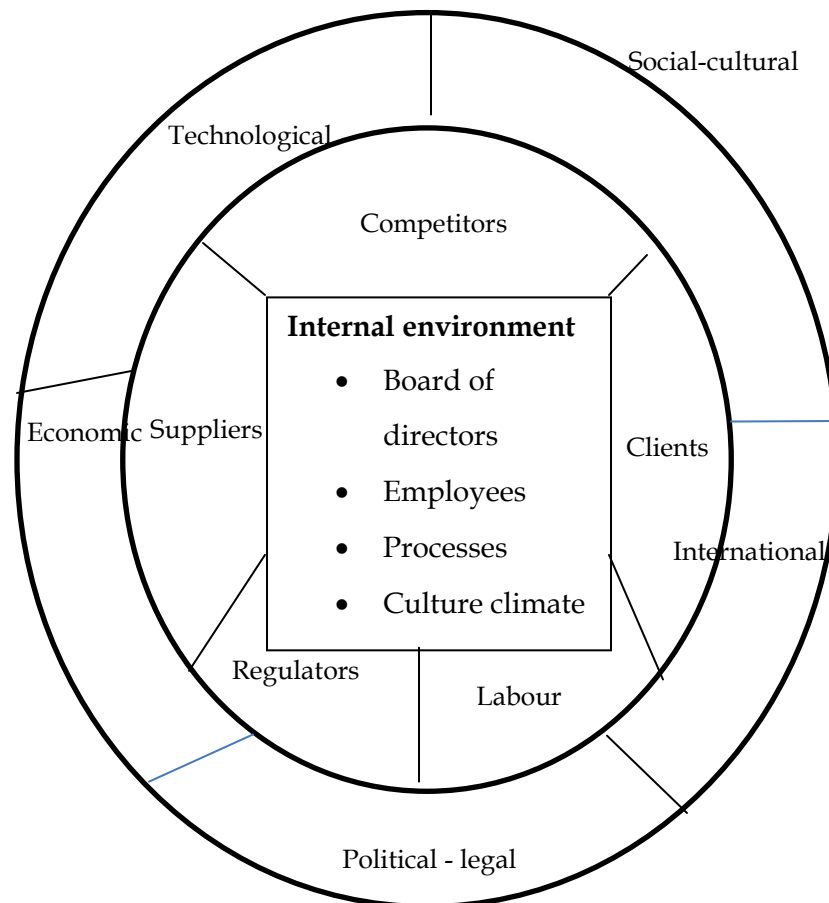 Social-cultural
Technological
Competitors
Internal environment
• Board of
directors
• Employees
• Processes
• Culture climate
Economic
Suppliers
Clients
International
Regulators
Labour
Political - legal